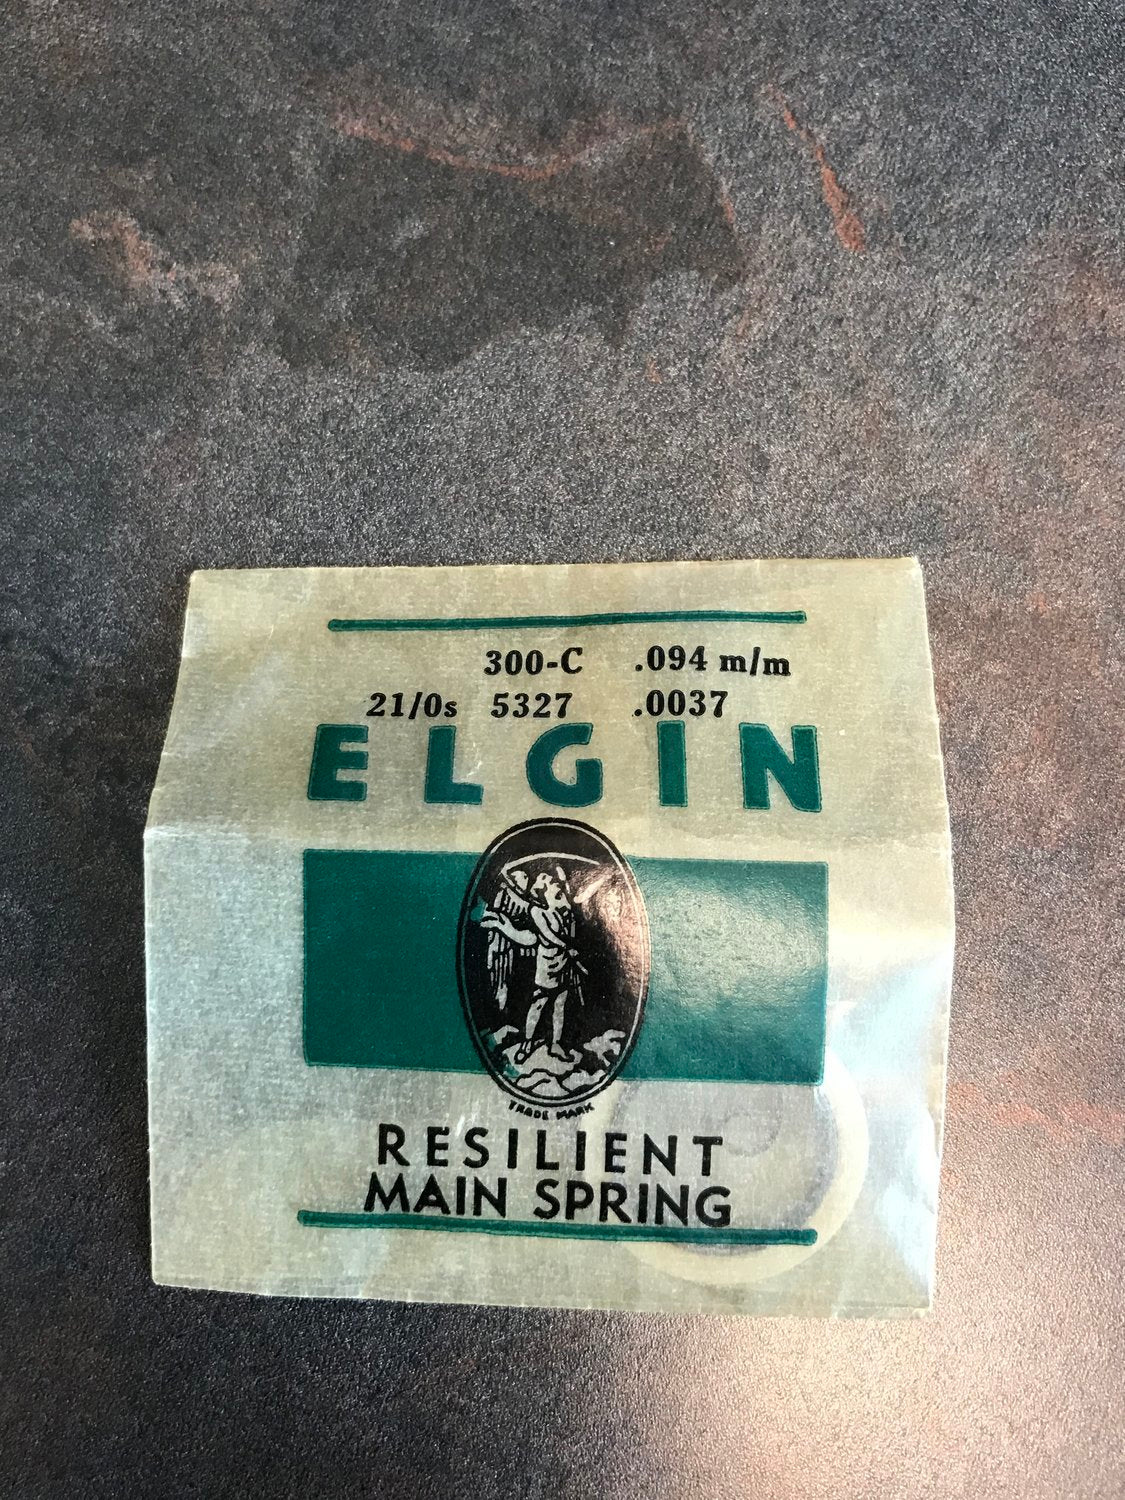 300-C .094 m/m
21/0s 5327 .0037
ELGIN
TRADE MARK
RESILIENT
MAIN SPRING